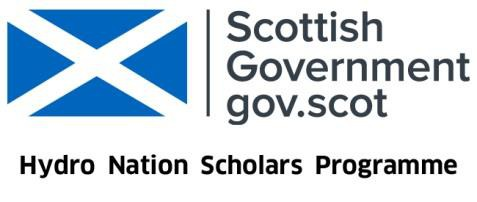 Scottish
Government
gov.scot
Hydro Nation Scholars Programme